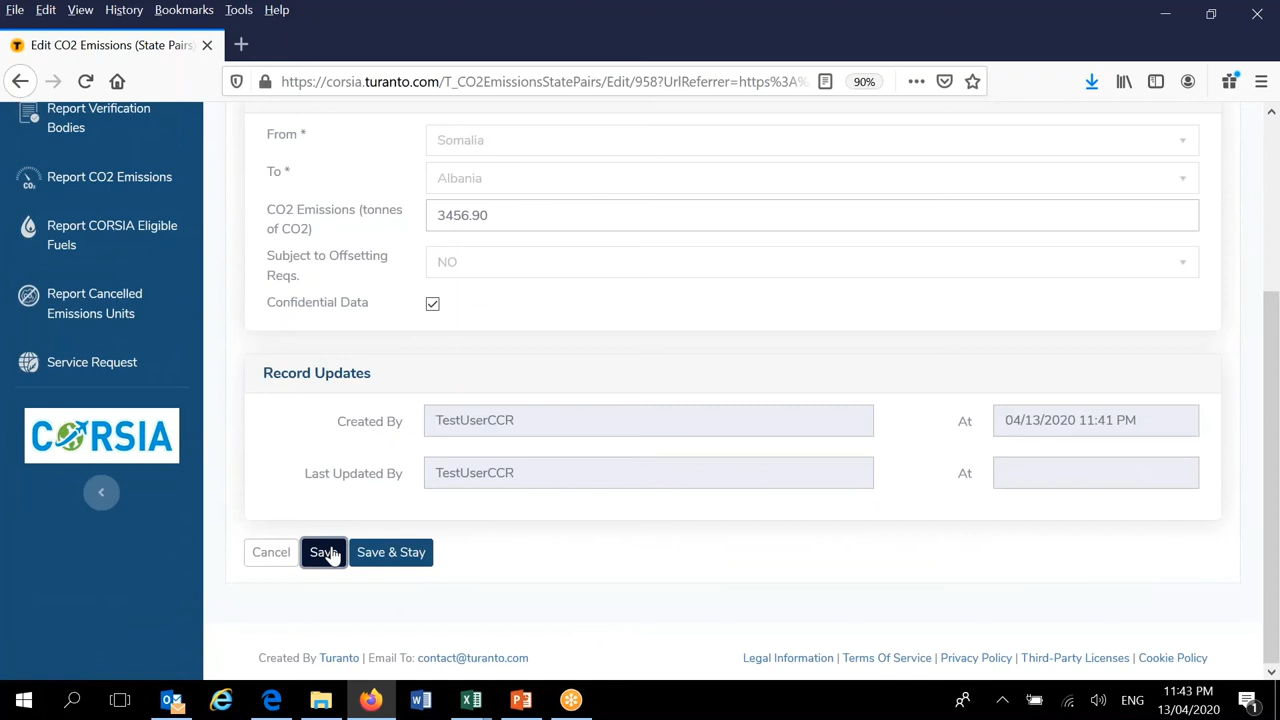 File Edit View History Bookmarks Tools Help
Edit CO2 Emissions (State Pairs)
https://corsia.turanto.com/T_CO2EmissionsStatePairs/Edit/958?UrlReferrer=https%3A% 90%
Report Verification
Bodies
Report CO2 Emissions
CO2
Report CORSIA Eligible
Fuels
Report Cancelled
Emissions Units
Service Request
CORSIA
From * Somalia
To * Albania
CO2 Emissions (tonnes
of CO2) 3456.90
Subject to Offsetting
Reqs. NO
Confidential Data
Record Updates
Created By TestUserCCR At 04/13/2020 11:41 PM
Last Updated By TestUserCCR At
Cancel Save Save & Stay
Created By Turanto | Email To: contact@turanto.com Legal Information | Terms Of Service | Privacy Policy | Third-Party Licenses | Cookie Policy
ENG 11:43 PM
13/04/2020
1